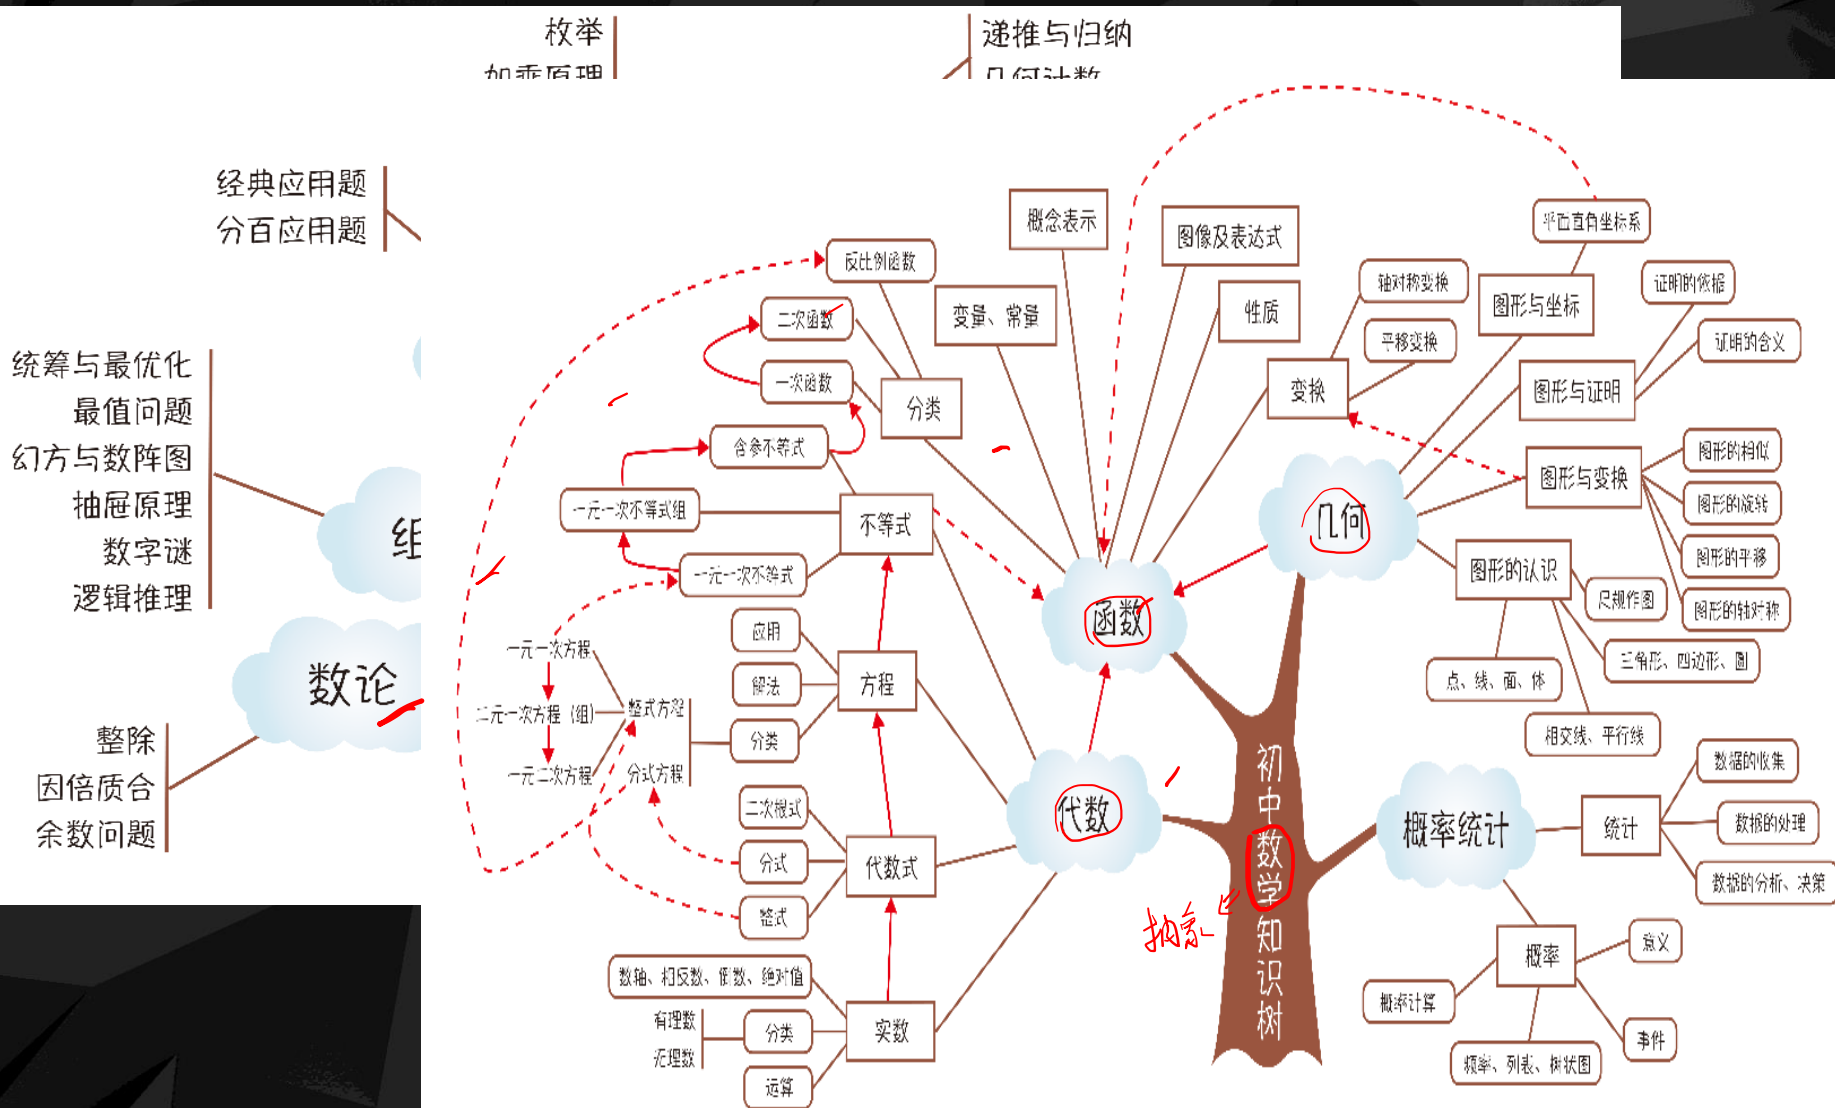 枚举
加乘原理
递推与归纳
几何计数
经典应用题
分百应用题
统筹与最优化
最值问题
幻方与数阵图
抽屉原理
数字谜
逻辑推理
组
数论
整除
因倍质合
余数问题
概念表示
图像及表达式
变量、常量
性质
反比例函数
二次函数
一次函数
分类
含参不等式
一元一次不等式组
一元一次不等式
不等式
函数
变换
轴对称变换
平移变换
平面直角坐标系
图形与坐标
证明的依据
证明的含义
图形与证明
几何
图形与变换
图形的相似
图形的旋转
图形的平移
图形的轴对称
图形的认识
尺规作图
三角形、四边形、圆
点、线、面、体
相交线、平行线
应用
解法
分类
方程
一元一次方程
二元一次方程（组）
一元二次方程
整式方程
分式方程
代数
二次根式
分式
整式
代数式
数轴、相反数、倒数、绝对值
有理数
无理数
分类
运算
实数
初中数学知识树
抽象
概率统计
统计
数据的收集
数据的处理
数据的分析、决策
概率
意义
概率计算
事件
频率、列表、树状图